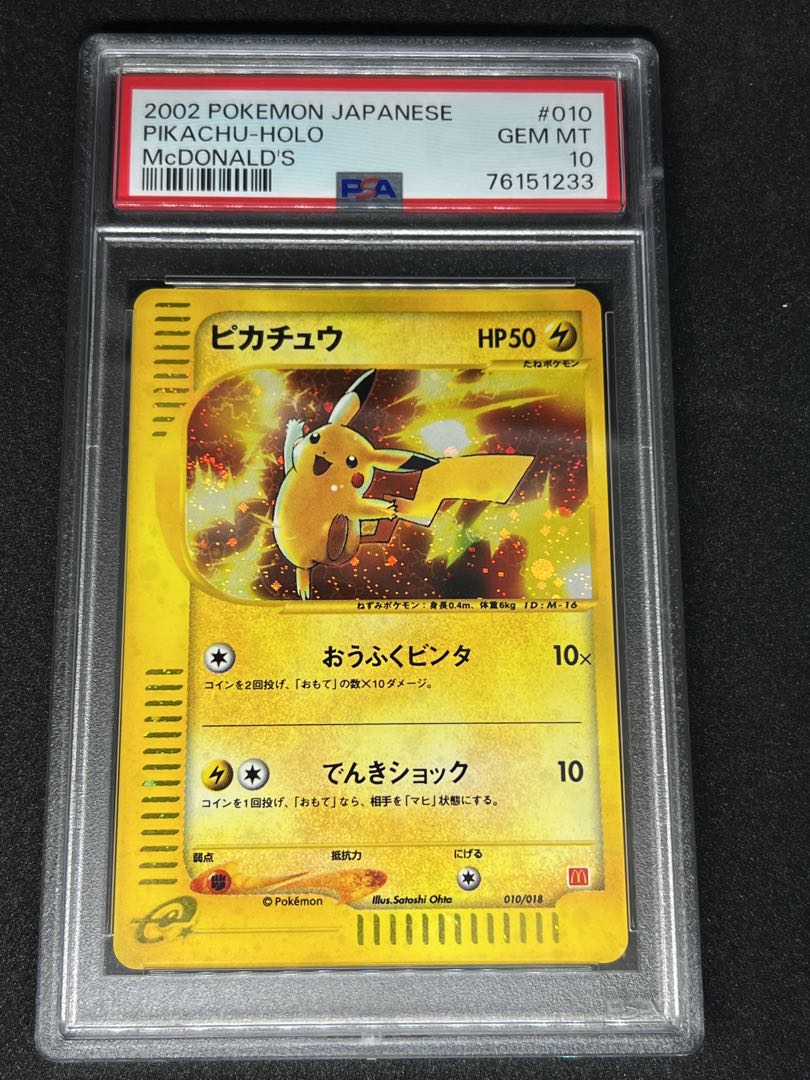 2002 POKEMON JAPANESE #010
PIKACHU-HOLO GEM MT
McDONALD'S 10
PSA 76151233
ピカチュウ HP50
たねポケモン
ねずみポケモン：身長0.4m、体重6kg ID:M-16
おうふくビンタ 10×
コインを2回投げ、「おもて」の数×10ダメージ。
でんきショック 10
コインを1回投げ、「おもて」なら、相手を「マヒ」状態にする。
弱点 抵抗力 にげる
©Pokémon Illus.Satoshi Ohta 010/018
e
PSA